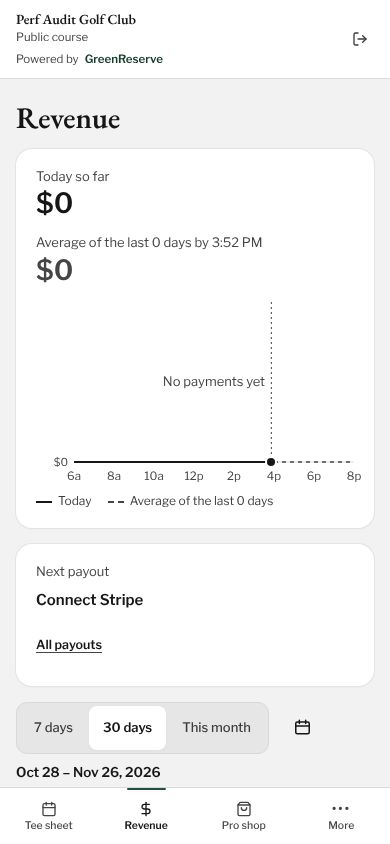 Perf Audit Golf Club
Public course
Powered by GreenReserve
Revenue
Today so far
$0
Average of the last 0 days by 3:52 PM
$0
No payments yet
$0
6a 8a 10a 12p 2p 4p 6p 8p
Today Average of the last 0 days
Next payout
Connect Stripe
All payouts
7 days 30 days This month
Oct 28 – Nov 26, 2026
Tee sheet Revenue Pro shop More